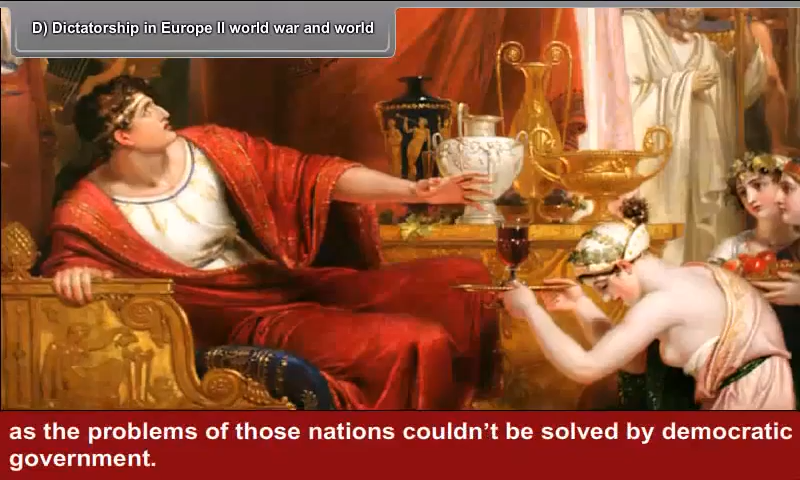 D) Dictatorship in Europe II world war and world
as the problems of those nations couldn't be solved by democratic
government.